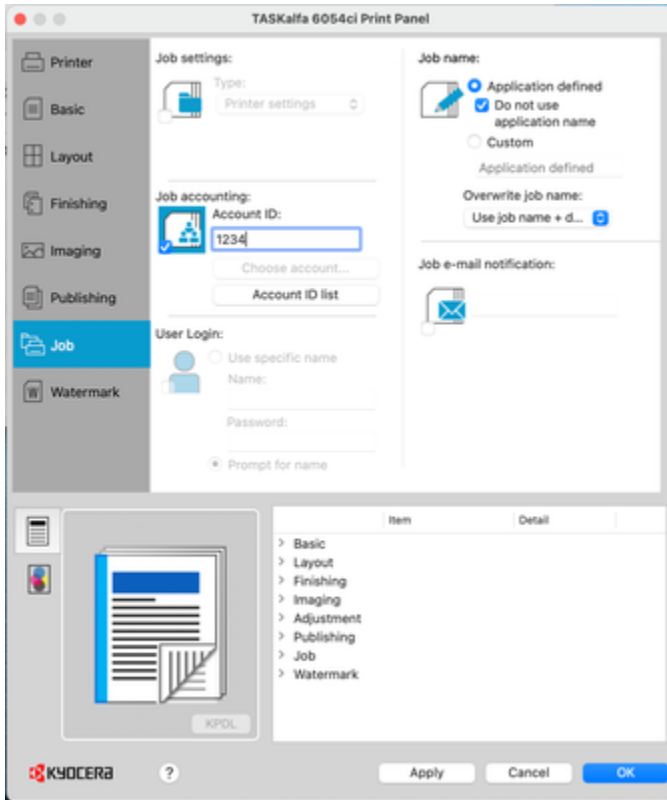 TASKalfa 6054ci Print Panel
Printer
Basic
Layout
Finishing
Imaging
Publishing
Job
Watermark
Job settings:
Type:
Printer settings
Job accounting:
Account ID:
1234
Choose account...
Account ID list
User Login:
Use specific name
Name:
Password:
Prompt for name
Job name:
Application defined
Do not use
application name
Custom
Application defined
Overwrite job name:
Use job name + d...
Job e-mail notification:
Item Detail
Basic
Layout
Finishing
Imaging
Adjustment
Publishing
Job
Watermark
KPDL
KYOCERA
?
Apply
Cancel
OK